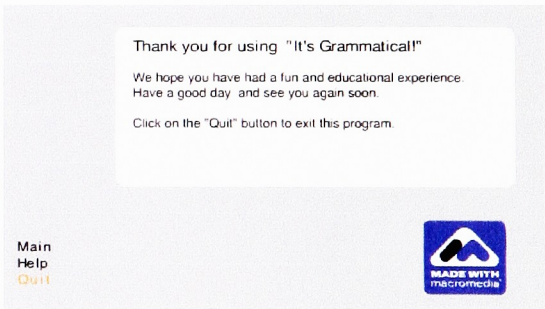 Thank you for using "It's Grammatical!"
We hope you have had a fun and educational experience.
Have a good day and see you again soon.
Click on the "Quit" button to exit this program.
Main
Help
Quit
MADE WITH
macromedia